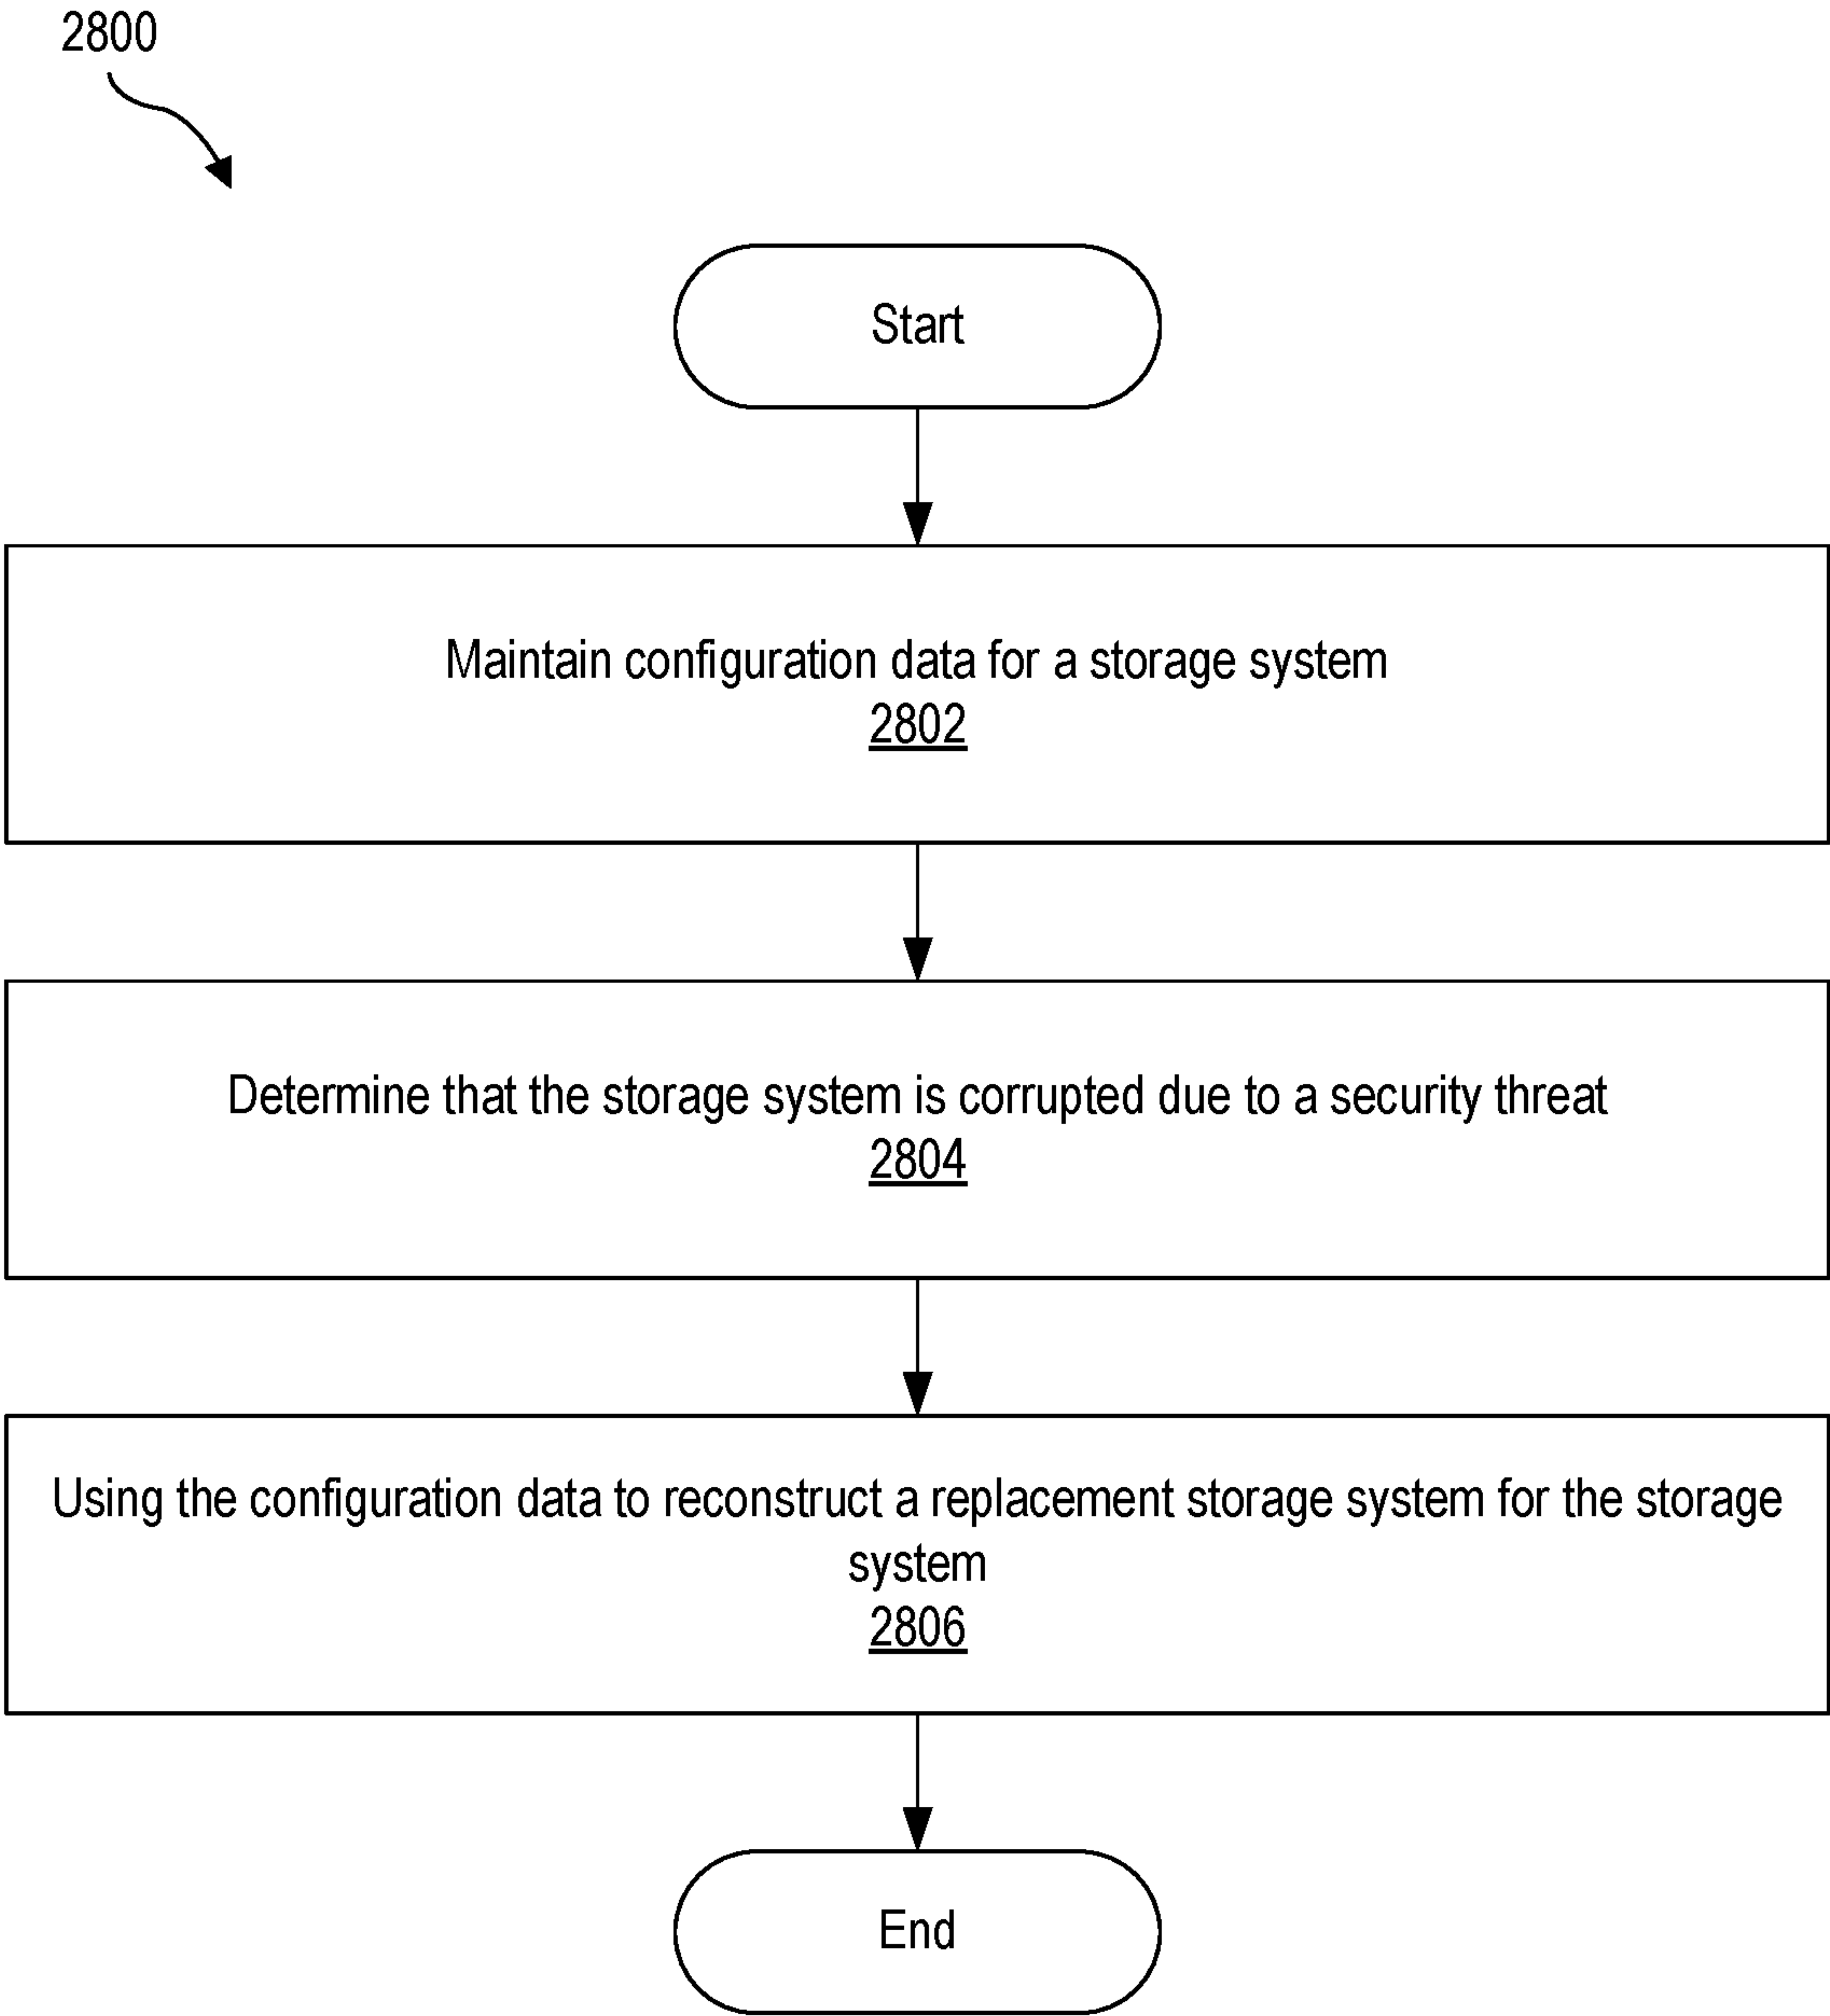 2800
Start
Maintain configuration data for a storage system
2802
Determine that the storage system is corrupted due to a security threat
2804
Using the configuration data to reconstruct a replacement storage system for the storage
system
2806
End